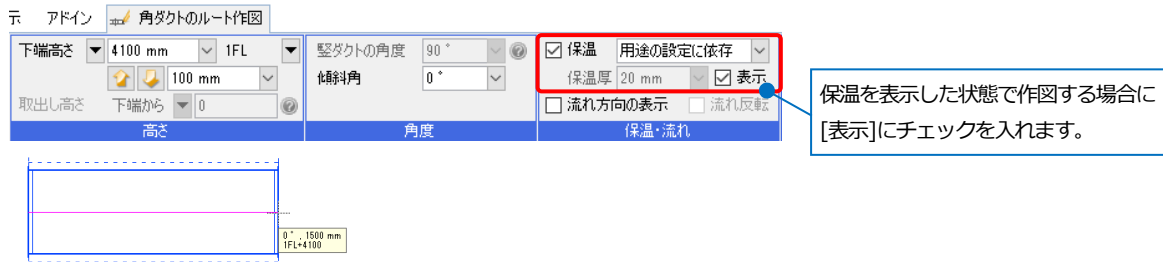 示 アドイン 角ダクトのルート作図
下端高さ 4100 mm 1FL 竪ダクトの角度 90 ° 保温 用途の設定に依存
100 mm 傾斜角 0 ° 保温厚 20 mm 表示
取出し高さ 下端から 0 流れ方向の表示 流れ反転
高さ 角度 保温・流れ
保温を表示した状態で作図する場合に
[表示]にチェックを入れます。
0 ° , 1500 mm
1FL+4100